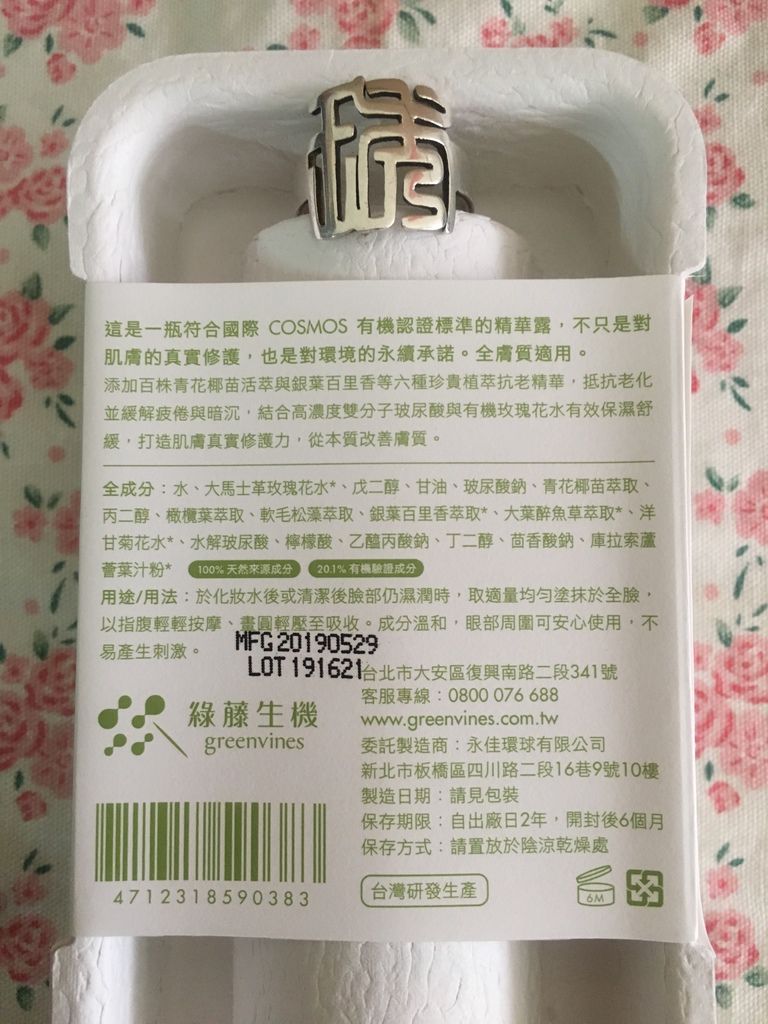 這是一瓶符合國際 COSMOS 有機認證標準的精華露，不只是對
肌膚的真實修護，也是對環境的永續承諾。全膚質適用。
添加百株青花椰苗活萃與銀葉百里香等六種珍貴植萃抗老精華，抵抗老化
並緩解疲倦與暗沉，結合高濃度雙分子玻尿酸與有機玫瑰花水有效保濕舒
緩，打造肌膚真實修護力，從本質改善膚質。
全成分：水、大馬士革玫瑰花水*、戊二醇、甘油、玻尿酸鈉、青花椰苗萃取、
丙二醇、橄欖葉萃取、軟毛松藻萃取、銀葉百里香萃取*、大葉醉魚草萃取*、洋
甘菊花水*、水解玻尿酸、檸檬酸、乙醯丙酸鈉、丁二醇、茴香酸鈉、庫拉索蘆
薈葉汁粉* 100% 天然來源成分 20.1% 有機驗證成分
用途/用法：於化妝水後或清潔後臉部仍濕潤時，取適量均勻塗抹於全臉，
以指腹輕輕按摩、畫圓輕壓至吸收。成分溫和，眼部周圍可安心使用，不
易產生刺激。
MFG 20190529
LOT 191621
台北市大安區復興南路二段341號
客服專線：0800 076 688
www.greenvines.com.tw
綠藤生機
greenvines
委託製造商：永佳環球有限公司
新北市板橋區四川路二段16巷9號10樓
製造日期：請見包裝
保存期限：自出廠日2年，開封後6個月
保存方式：請置放於陰涼乾燥處
4712318590383
台灣研發生產
6M